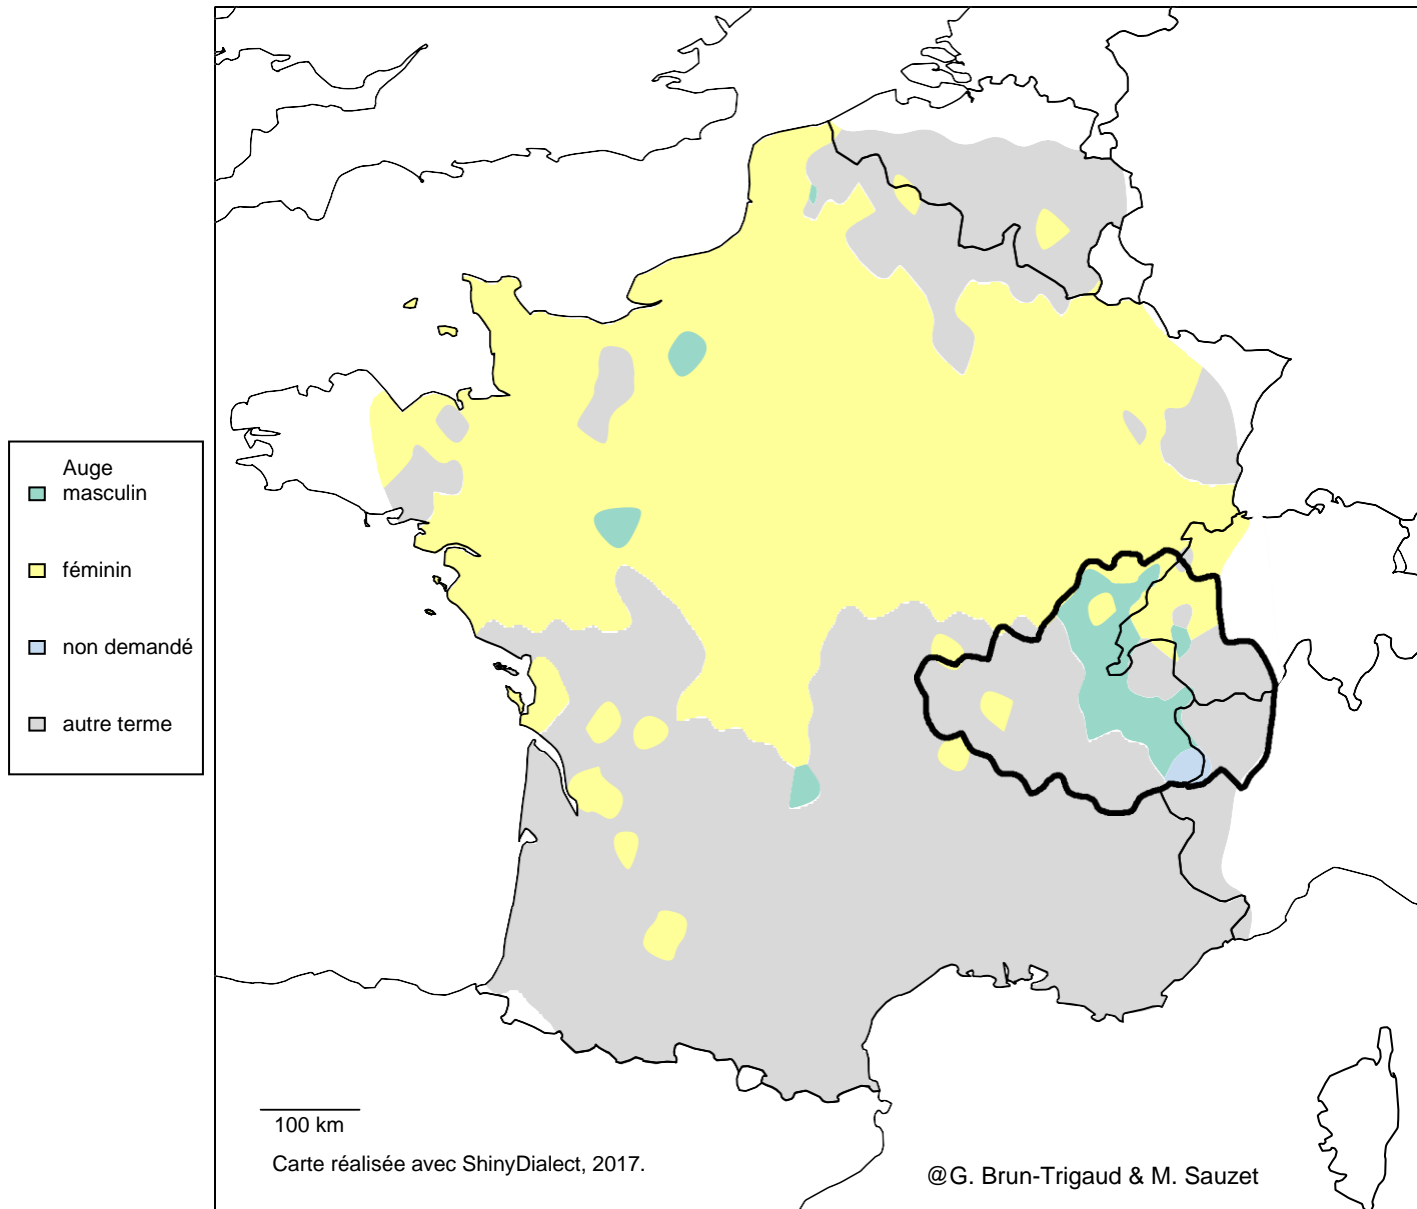 Auge
masculin
féminin
non demandé
autre terme
100 km
Carte réalisée avec ShinyDialect, 2017.
@G. Brun-Trigaud & M. Sauzet